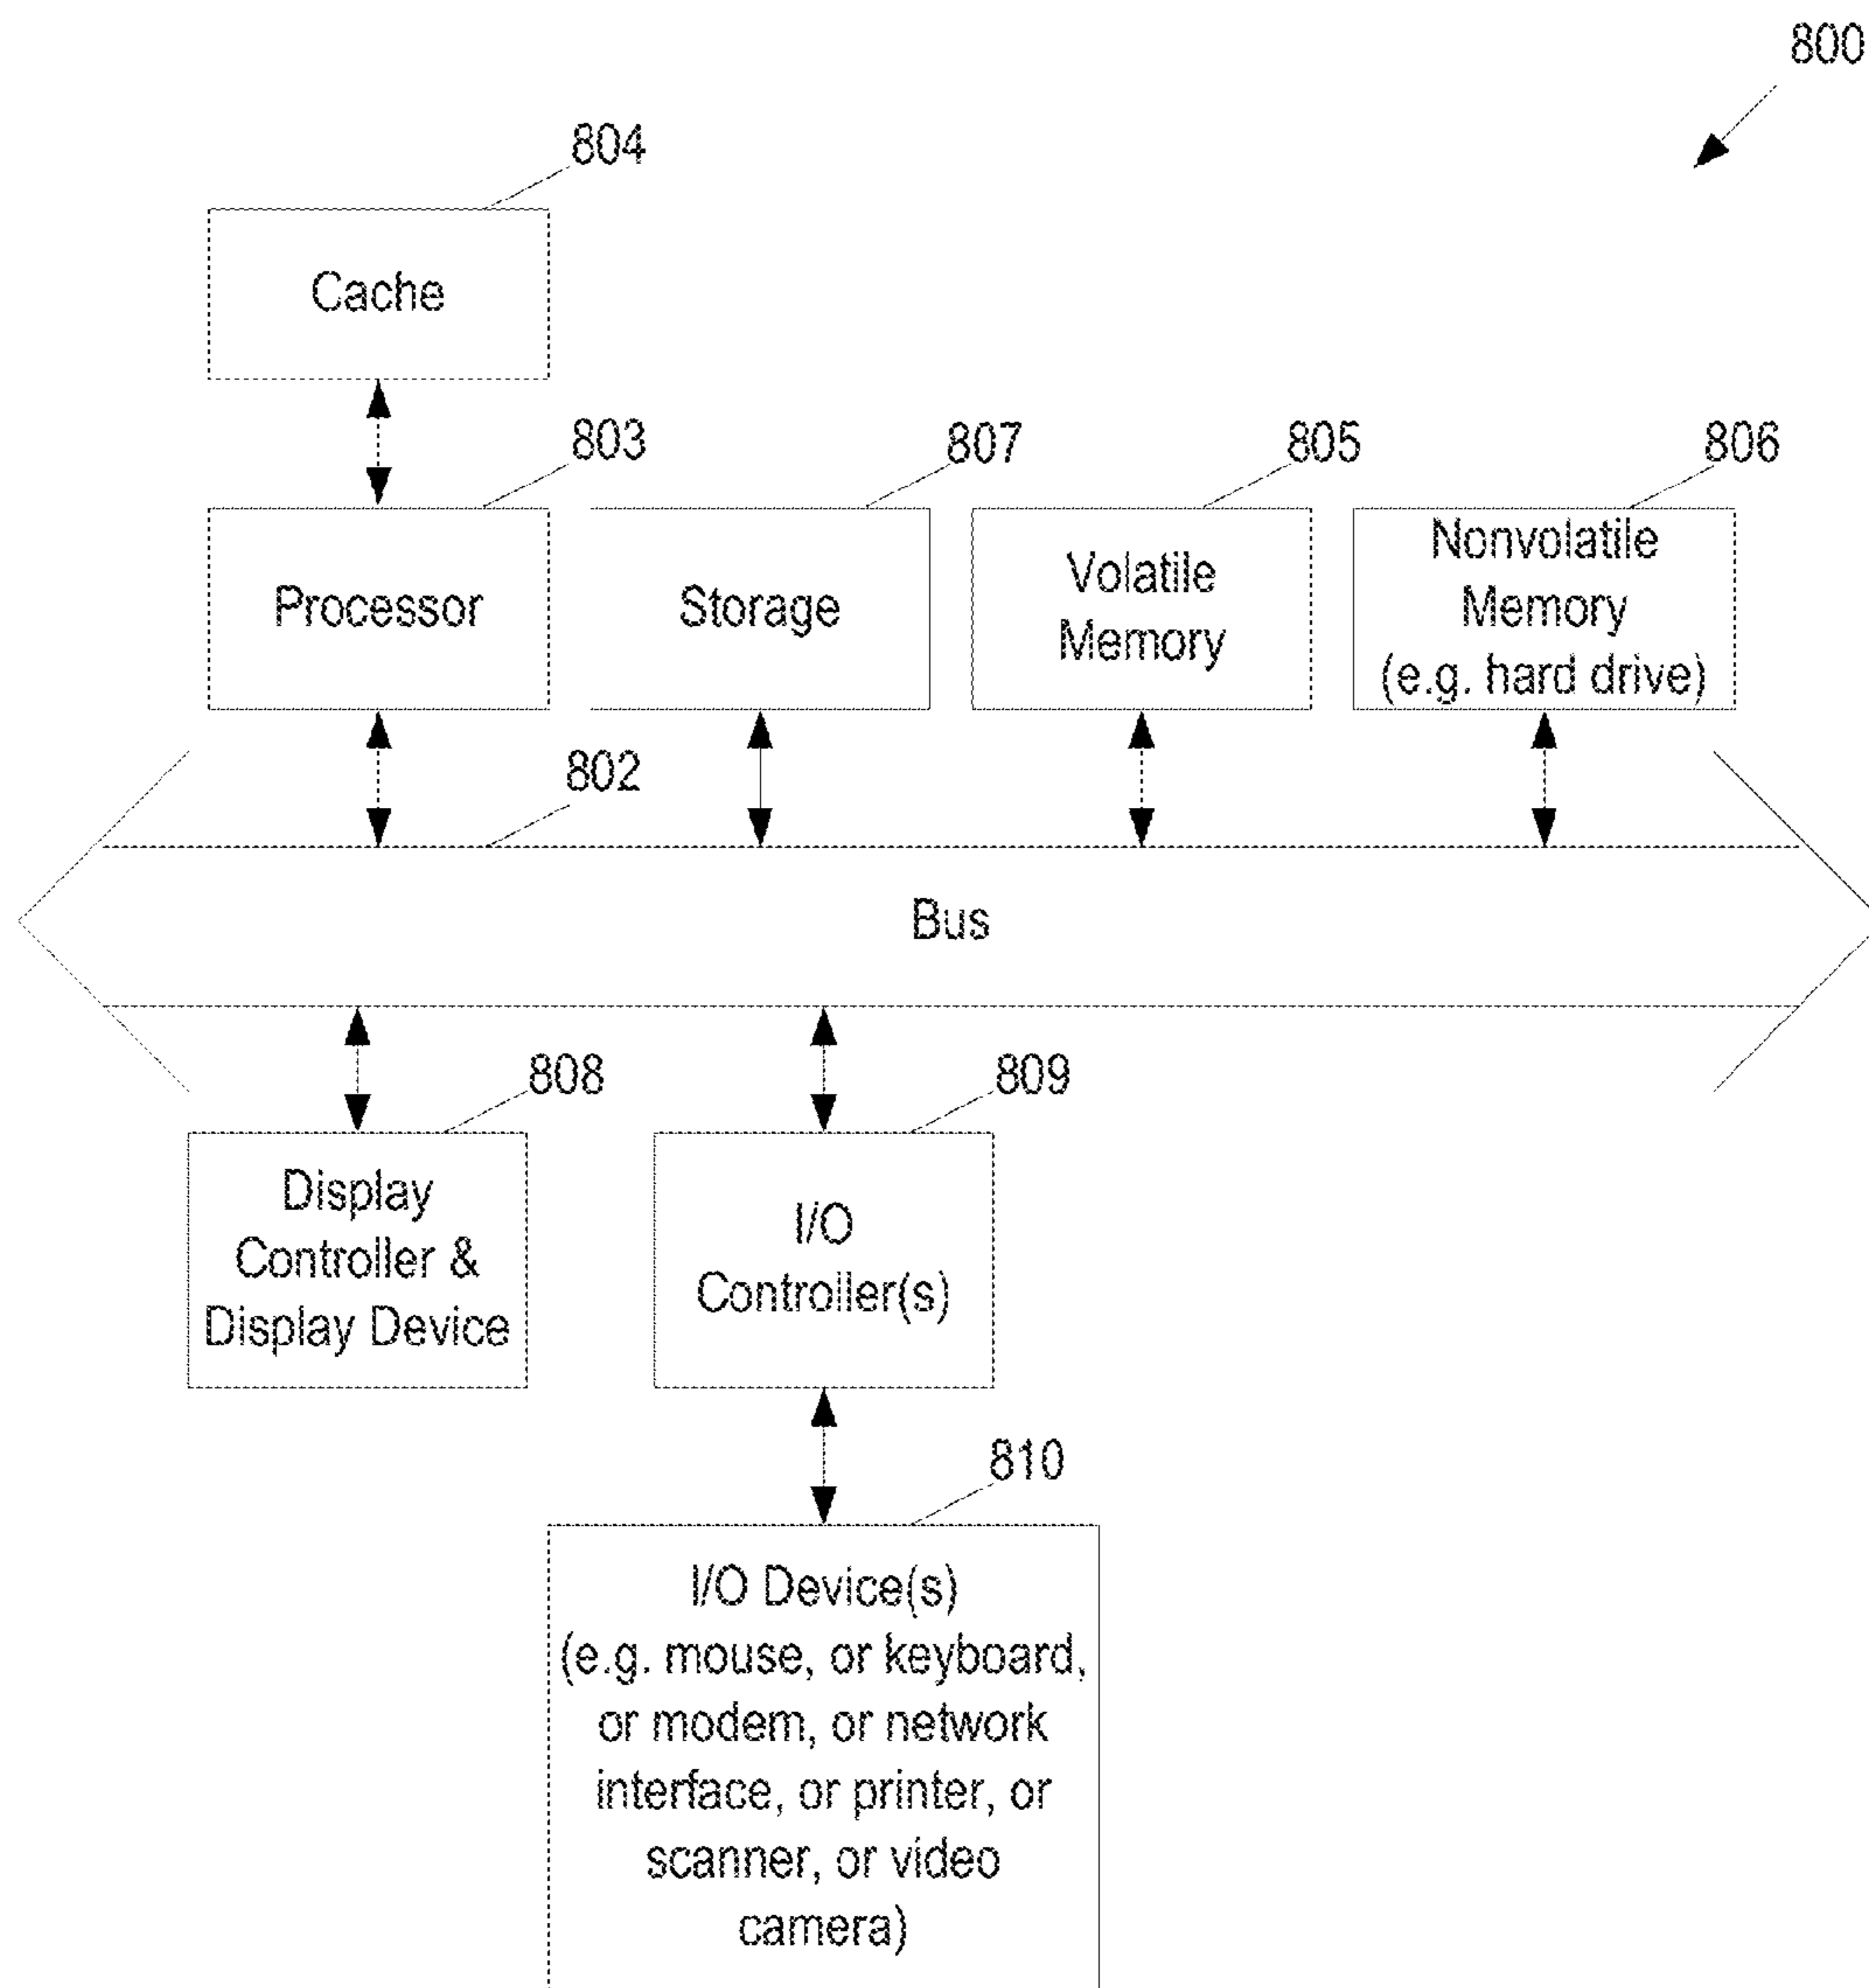 800
804
Cache
803
807
805
806
Processor
Storage
Volatile
Memory
Nonvolatile
Memory
(e.g. hard drive)
802
Bus
808
809
Display
Controller &
Display Device
I/O
Controller(s)
810
I/O Device(s)
(e.g. mouse, or keyboard,
or modem, or network
interface, or printer, or
scanner, or video
camera)